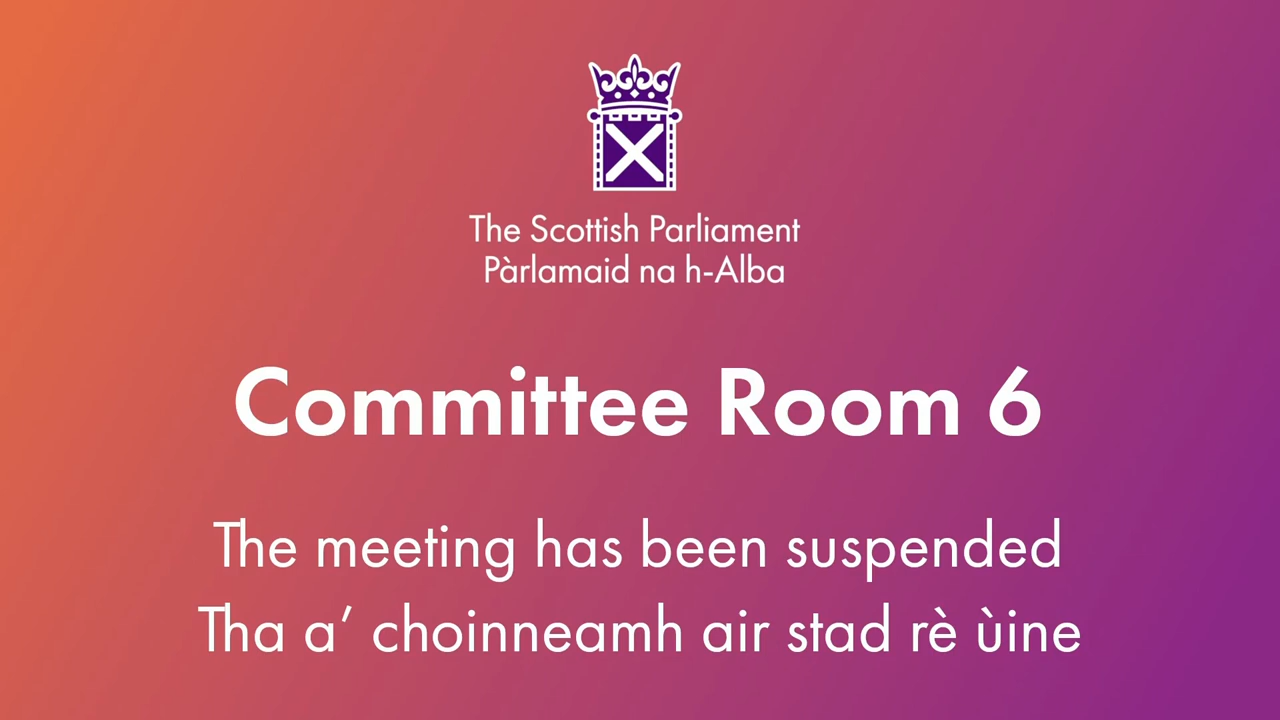 The Scottish Parliament
Pàrlamaid na h-Alba
Committee Room 6
The meeting has been suspended
Tha a’ choinneamh air stad rè ùine